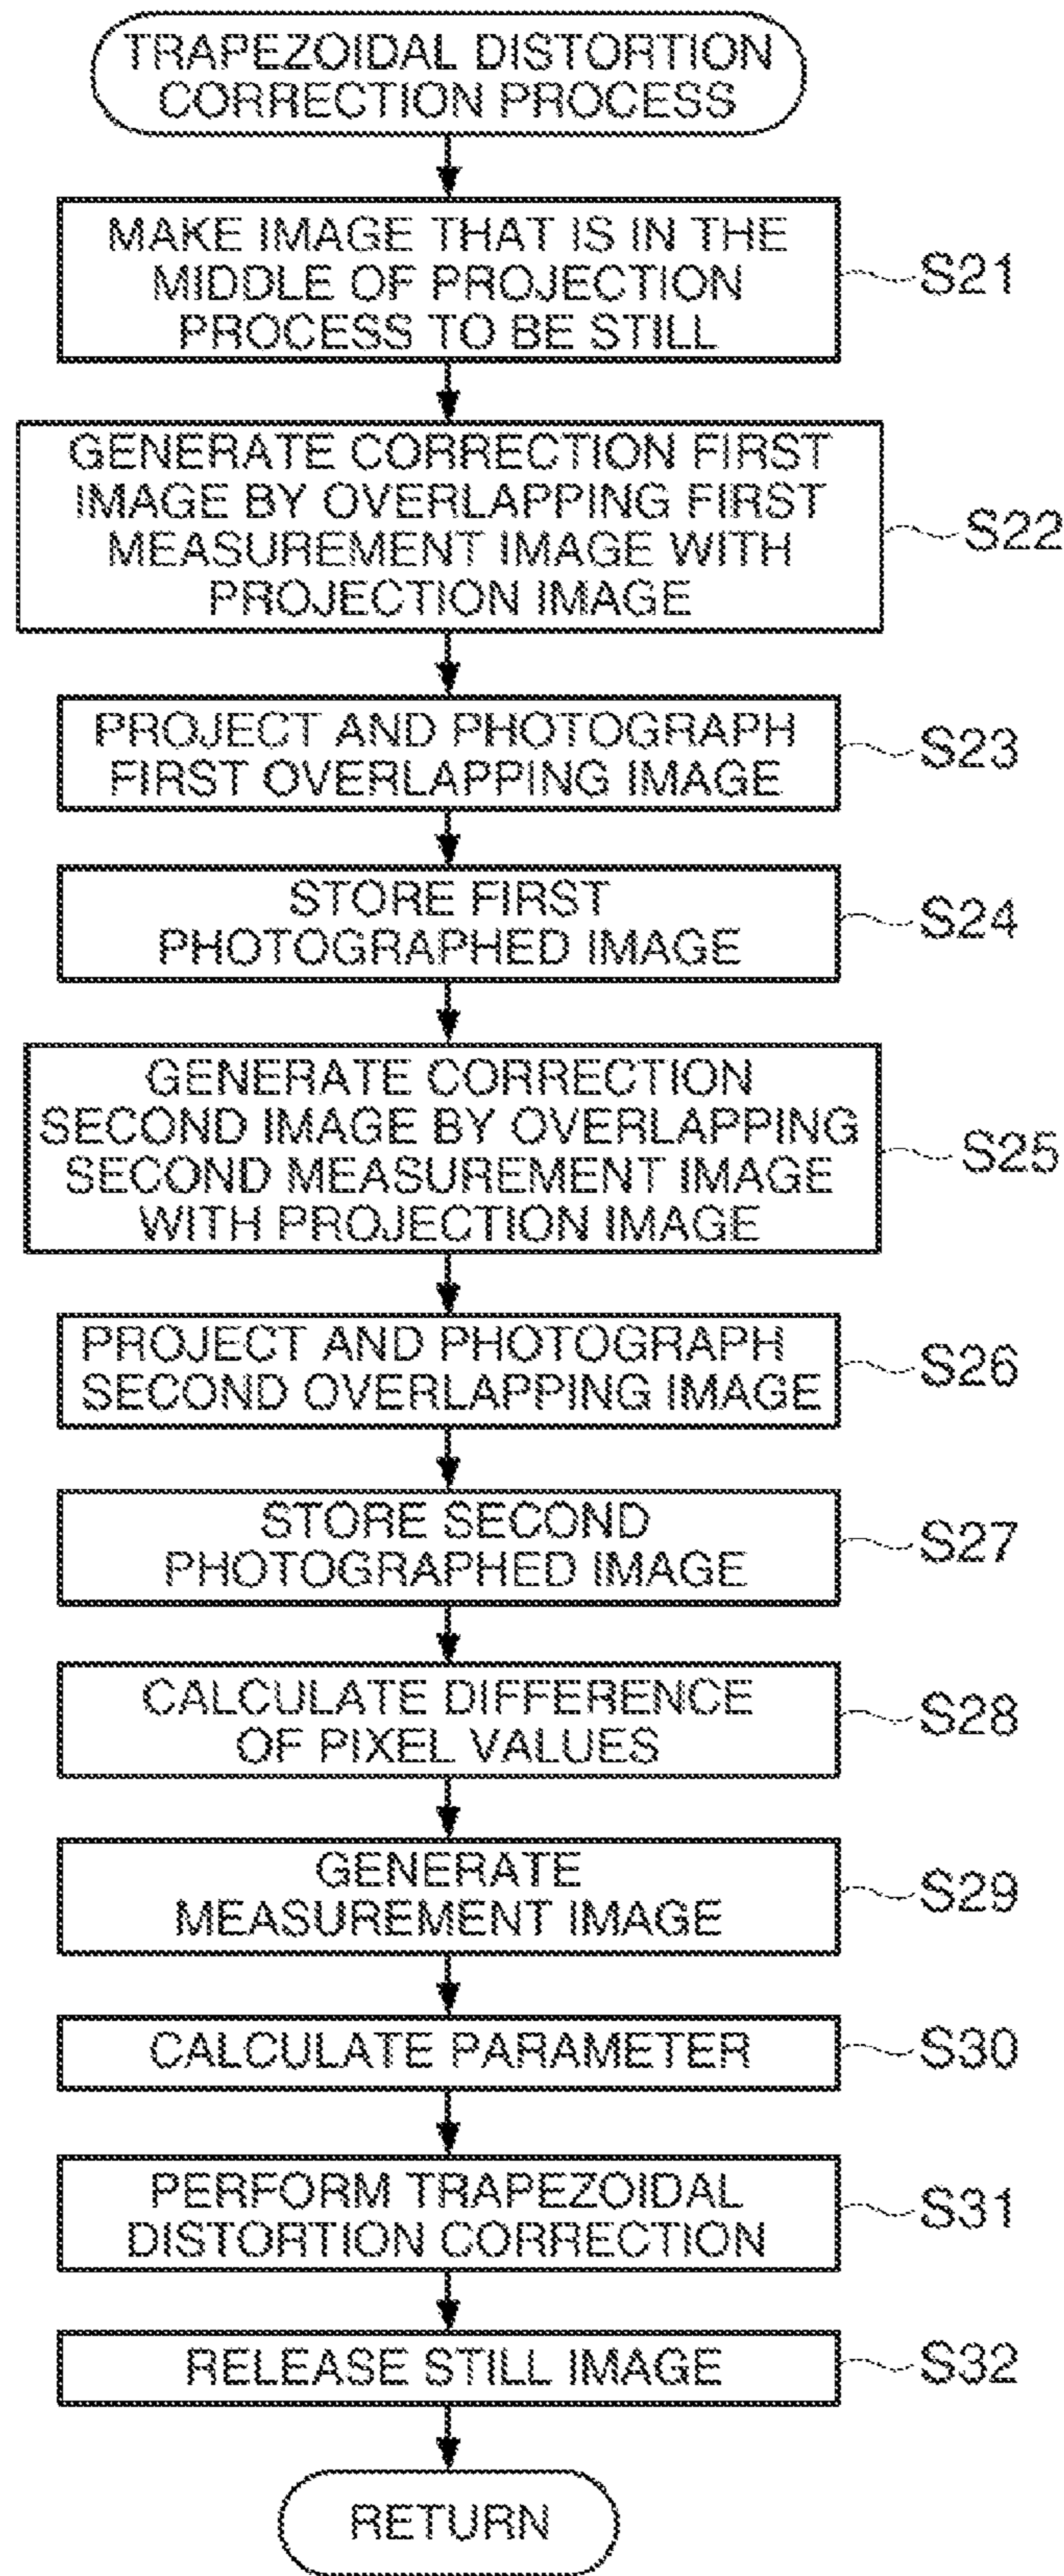 TRAPEZOIDAL DISTORTION
CORRECTION PROCESS
MAKE IMAGE THAT IS IN THE
MIDDLE OF PROJECTION
PROCESS TO BE STILL
S21
GENERATE CORRECTION FIRST
IMAGE BY OVERLAPPING FIRST
MEASUREMENT IMAGE WITH
PROJECTION IMAGE
S22
PROJECT AND PHOTOGRAPH
FIRST OVERLAPPING IMAGE
S23
STORE FIRST
PHOTOGRAPHED IMAGE
S24
GENERATE CORRECTION
SECOND IMAGE BY OVERLAPPING
SECOND MEASUREMENT IMAGE
WITH PROJECTION IMAGE
S25
PROJECT AND PHOTOGRAPH
SECOND OVERLAPPING IMAGE
S26
STORE SECOND
PHOTOGRAPHED IMAGE
S27
CALCULATE DIFFERENCE
OF PIXEL VALUES
S28
GENERATE
MEASUREMENT IMAGE
S29
CALCULATE PARAMETER
S30
PERFORM TRAPEZOIDAL
DISTORTION CORRECTION
S31
RELEASE STILL IMAGE
S32
RETURN